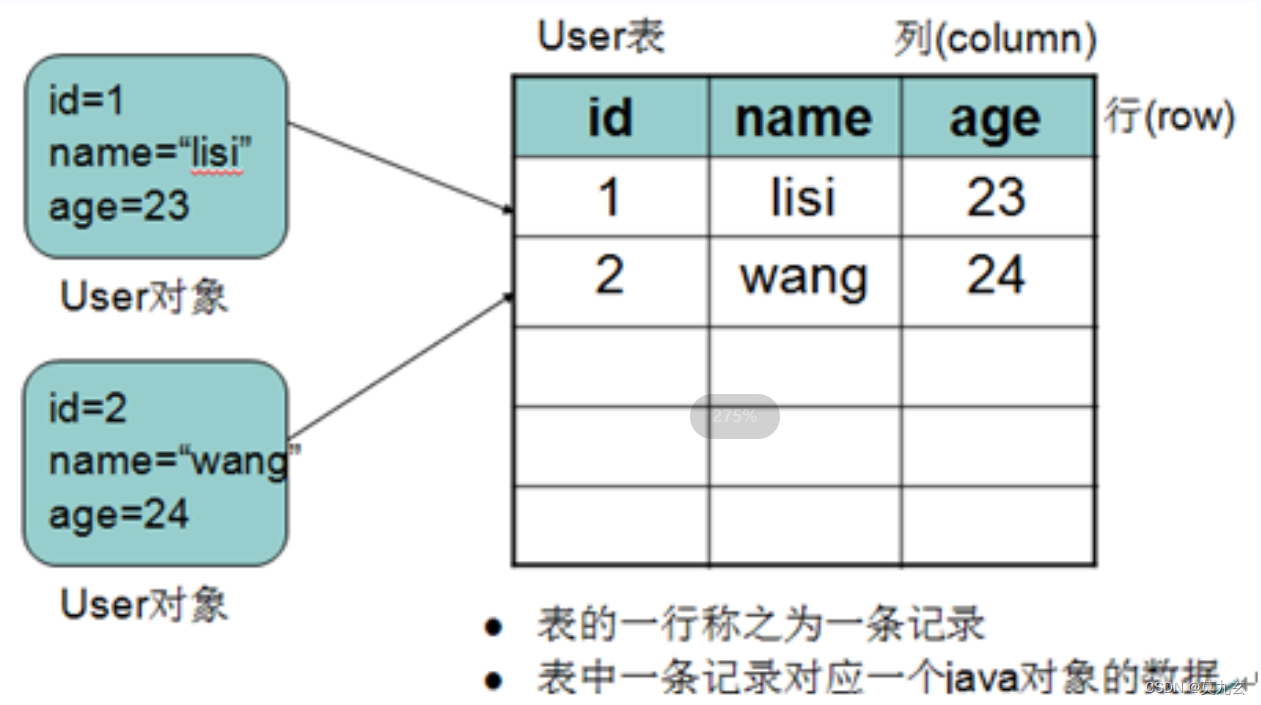 User表
列(column)
id=1
name=“lisi”
age=23
User对象
id name age
行(row)
1 lisi 23
2 wang 24
id=2
name=“wang”
age=24
User对象
275%
● 表的一行称之为一条记录
● 表中一条记录对应一个java对象的数据
CSDN @莫九玄